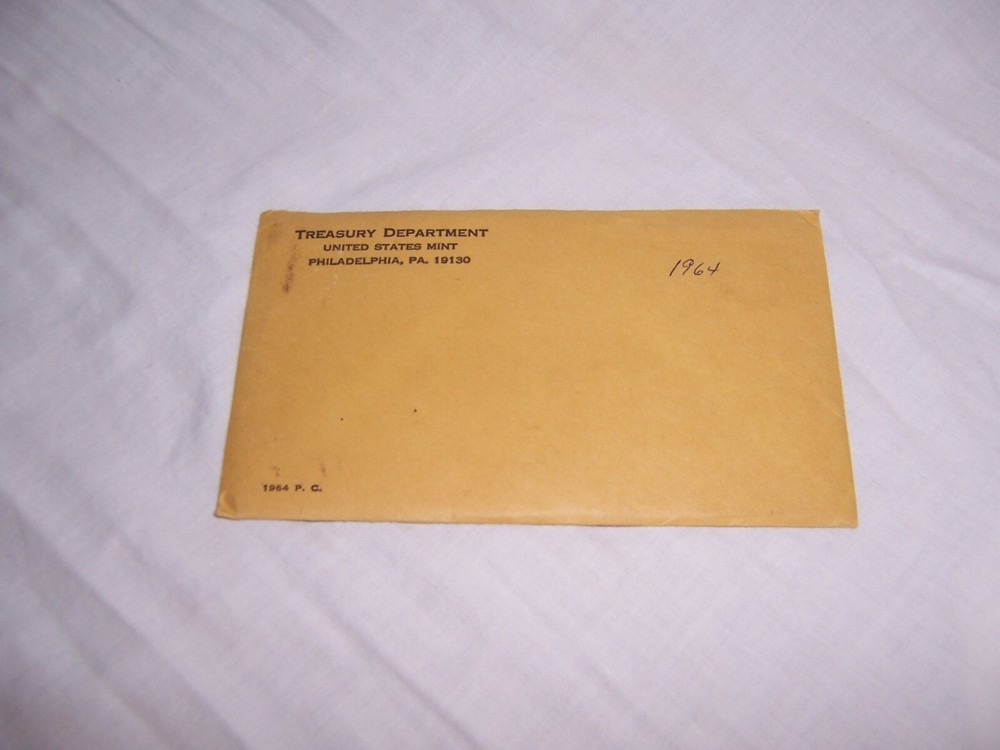 TREASURY DEPARTMENT
UNITED STATES MINT
PHILADELPHIA, PA. 19130
1964
1964 P. C.